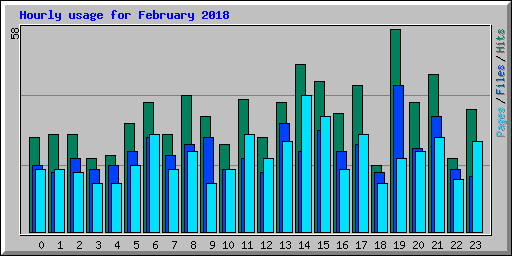 Hourly usage for February 2018
58
Pages/Files/Hits
0 1 2 3 4 5 6 7 8 9 10 11 12 13 14 15 16 17 18 19 20 21 22 23